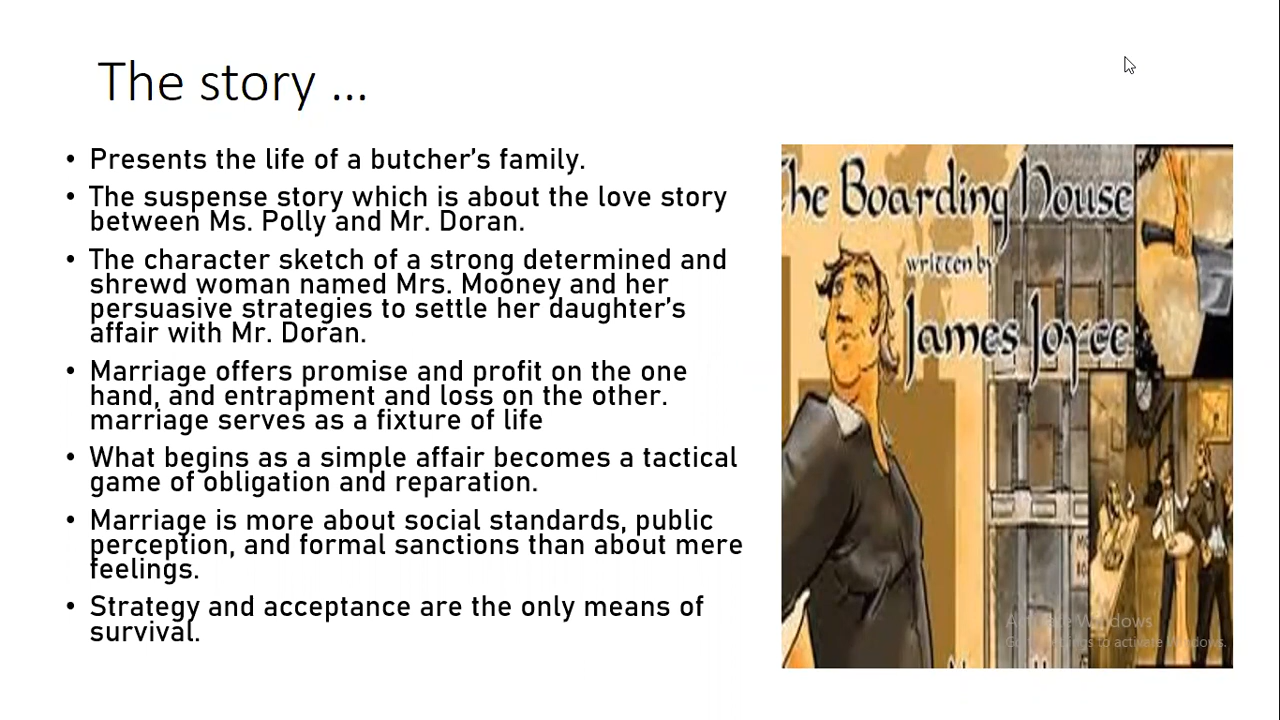 The story ...
• Presents the life of a butcher's family.
• The suspense story which is about the love story
between Ms. Polly and Mr. Doran.
• The character sketch of a strong determined and
shrewd woman named Mrs. Mooney and her
persuasive strategies to settle her daughter's
affair with Mr. Doran.
• Marriage offers promise and profit on the one
hand, and entrapment and loss on the other.
marriage serves as a fixture of life
• What begins as a simple affair becomes a tactical
game of obligation and reparation.
• Marriage is more about social standards, public
perception, and formal sanctions than about mere
feelings.
• Strategy and acceptance are the only means of
survival.
The Boarding House
written by
James Joyce
Activate Windows
Go to Settings to activate Windows.